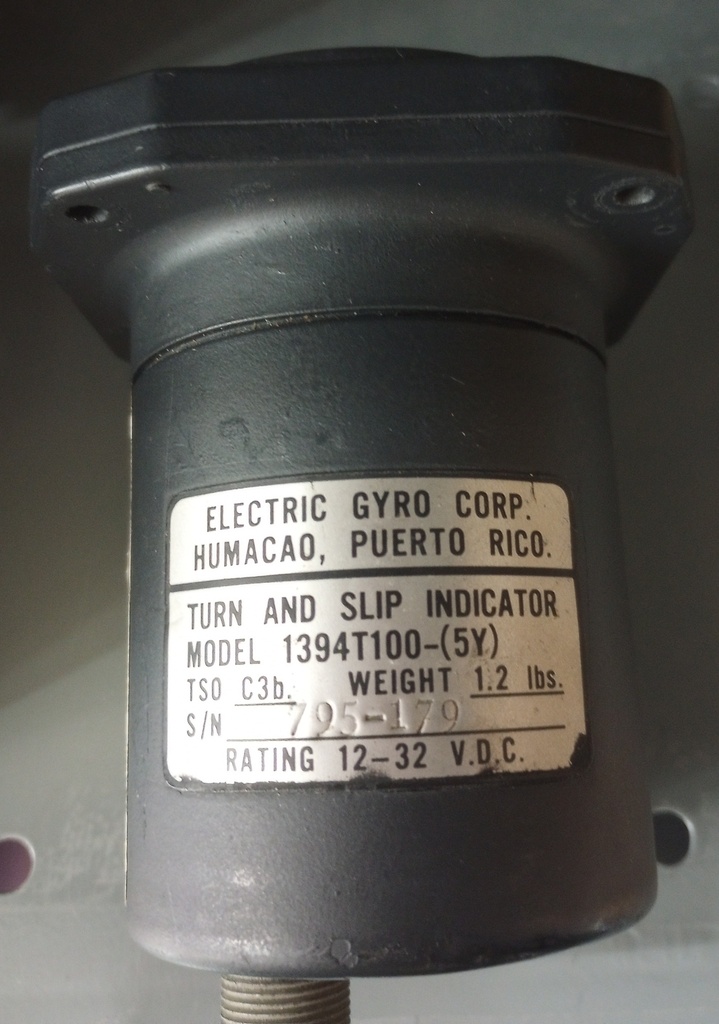 ELECTRIC GYRO CORP.
HUMACAO, PUERTO RICO.
TURN AND SLIP INDICATOR
MODEL 1394T100-(5Y)
TSO C3b. WEIGHT 1.2 lbs.
S/N 795-179
RATING 12-32 V.D.C.